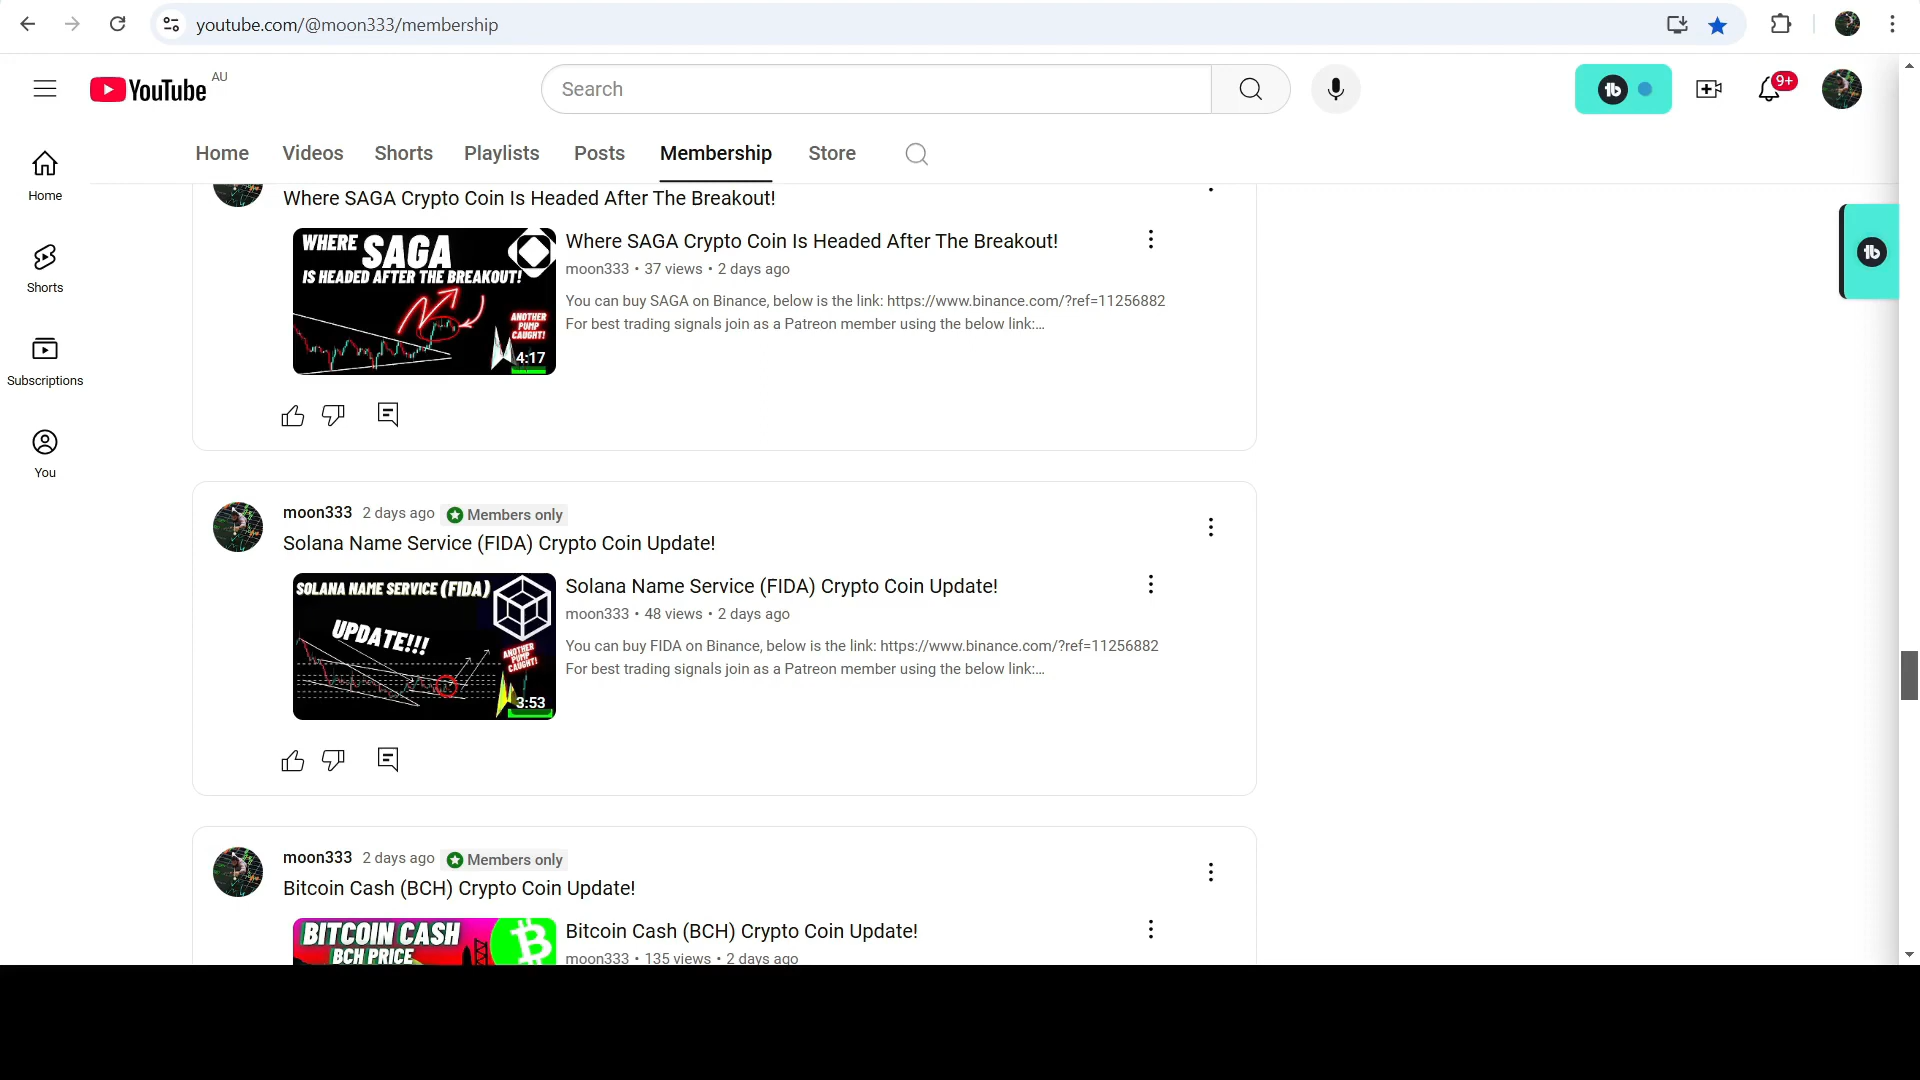 youtube.com/@moon333/membership
YouTube AU
Search
9+
Home
Videos
Shorts
Playlists
Posts
Membership
Store
Home
Shorts
Subscriptions
You
Where SAGA Crypto Coin Is Headed After The Breakout!
WHERE SAGA
IS HEADED AFTER THE BREAKOUT!
ANOTHER
PUMP
CAUGHT!
4:17
Where SAGA Crypto Coin Is Headed After The Breakout!
moon333 • 37 views • 2 days ago
You can buy SAGA on Binance, below is the link: https://www.binance.com/?ref=11256882
For best trading signals join as a Patreon member using the below link:...
moon333 2 days ago Members only
Solana Name Service (FIDA) Crypto Coin Update!
SOLANA NAME SERVICE (FIDA)
UPDATE!!!
ANOTHER
PUMP
CAUGHT!
3:53
Solana Name Service (FIDA) Crypto Coin Update!
moon333 • 48 views • 2 days ago
You can buy FIDA on Binance, below is the link: https://www.binance.com/?ref=11256882
For best trading signals join as a Patreon member using the below link:...
moon333 2 days ago Members only
Bitcoin Cash (BCH) Crypto Coin Update!
BITCOIN CASH
BCH PRICE
Bitcoin Cash (BCH) Crypto Coin Update!
moon333 • 135 views • 2 days ago